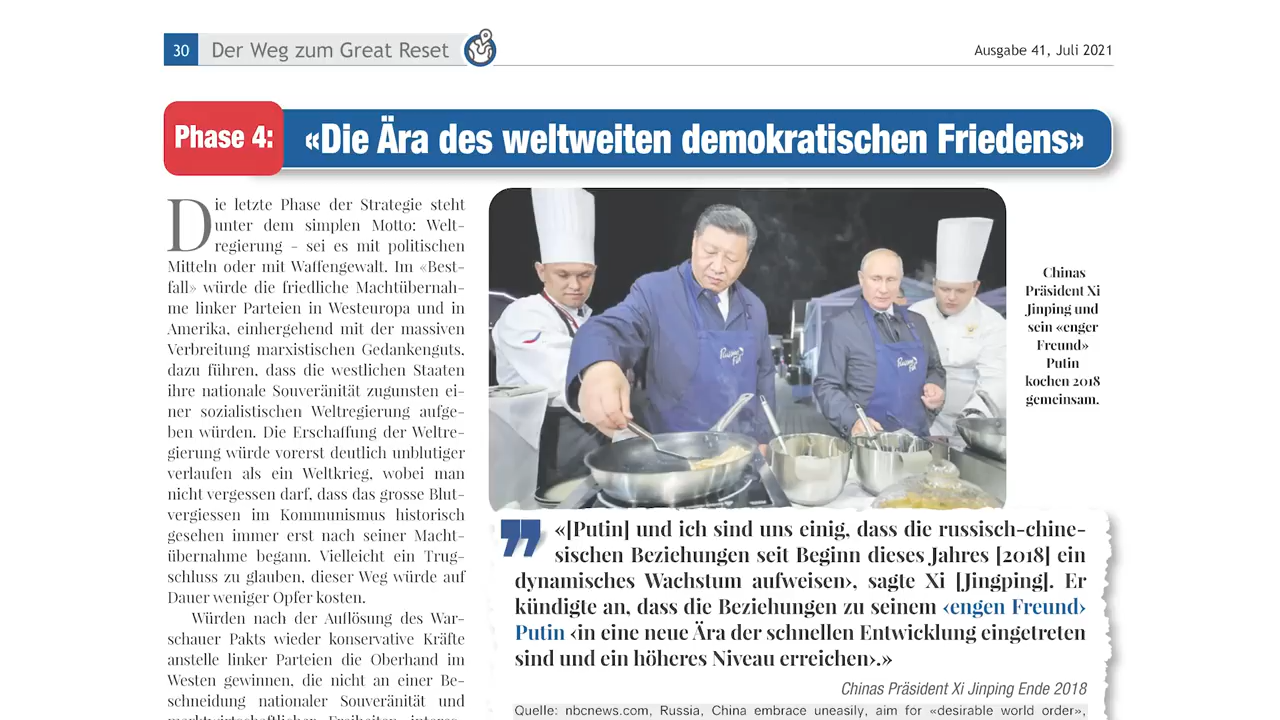 30 Der Weg zum Great Reset
Ausgabe 41, Juli 2021
Phase 4: «Die Ära des weltweiten demokratischen Friedens»
Die letzte Phase der Strategie steht
unter dem simplen Motto: Welt-
regierung – sei es mit politischen
Mitteln oder mit Waffengewalt. Im «Best-
fall» würde die friedliche Machtübernah-
me linker Parteien in Westeuropa und in
Amerika, einhergehend mit der massiven
Verbreitung marxistischen Gedankenguts,
dazu führen, dass die westlichen Staaten
ihre nationale Souveränität zugunsten ei-
ner sozialistischen Weltregierung aufge-
ben würden. Die Erschaffung der Weltre-
gierung würde vorerst deutlich unblutiger
verlaufen als ein Weltkrieg, wobei man
nicht vergessen darf, dass das grosse Blut-
vergiessen im Kommunismus historisch
gesehen immer erst nach seiner Macht-
übernahme begann. Vielleicht ein Trug-
schluss zu glauben, dieser Weg würde auf
Dauer weniger Opfer kosten.
Würden nach der Auflösung des War-
schauer Pakts wieder konservative Kräfte
anstelle linker Parteien die Oberhand im
Westen gewinnen, die nicht an einer Be-
schneidung nationaler Souveränität und
Chinas
Präsident Xi
Jinping und
sein «enger
Freund»
Putin
kochen 2018
gemeinsam.
«[Putin] und ich sind uns einig, dass die russisch-chine-
sischen Beziehungen seit Beginn dieses Jahres [2018] ein
dynamisches Wachstum aufweisen›, sagte Xi [Jingping]. Er
kündigte an, dass die Beziehungen zu seinem ‹engen Freund›
Putin ‹in eine neue Ära der schnellen Entwicklung eingetreten
sind und ein höheres Niveau erreichen›.»
Chinas Präsident Xi Jinping Ende 2018
Quelle: nbcnews.com, Russia, China embrace uneasily, aim for «desirable world order»,